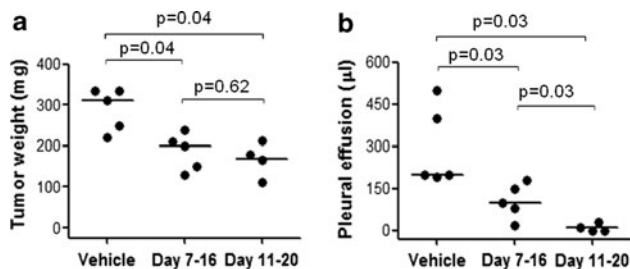 a
p=0.04
p=0.04
p=0.62
Tumor weight (mg)
300
200
100
0
Vehicle Day 7-16 Day 11-20
b
p=0.03
p=0.03
p=0.03
Pleural effusion (µl)
600
450
300
150
0
Vehicle Day 7-16 Day 11-20